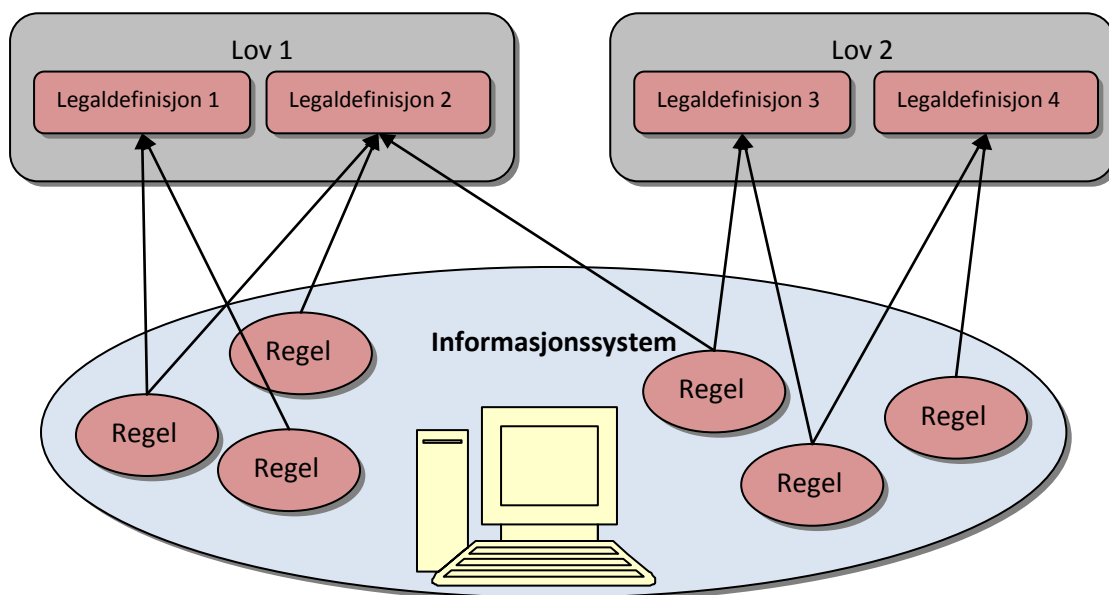 Lov 1
Legaldefinisjon 1
Legaldefinisjon 2
Lov 2
Legaldefinisjon 3
Legaldefinisjon 4
Informasjonssystem
Regel
Regel
Regel
Regel
Regel
Regel